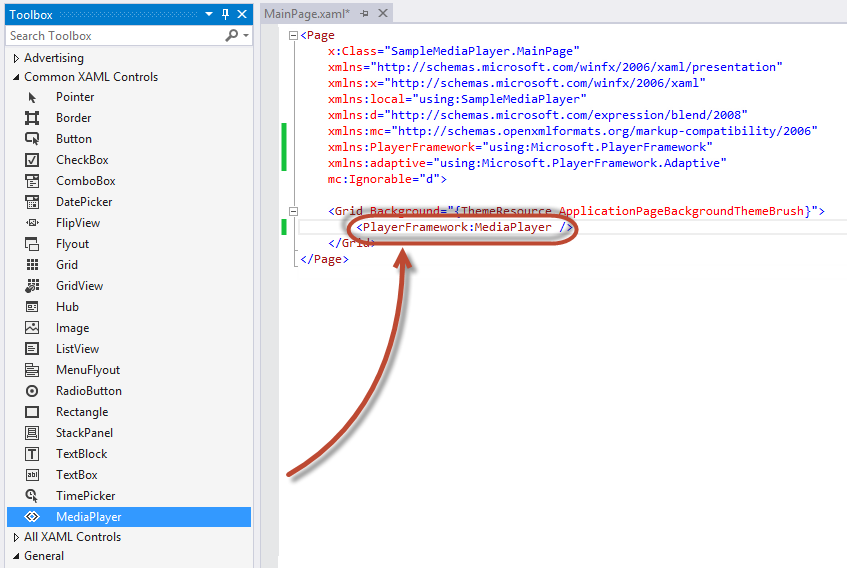 Toolbox
Search Toolbox
Advertising
Common XAML Controls
Pointer
Border
Button
CheckBox
ComboBox
DatePicker
FlipView
Flyout
Grid
GridView
Hub
Image
ListView
MenuFlyout
RadioButton
Rectangle
StackPanel
TextBlock
TextBox
TimePicker
MediaPlayer
All XAML Controls
General
MainPage.xaml*
<Page
x:Class="SampleMediaPlayer.MainPage"
xmlns="http://schemas.microsoft.com/winfx/2006/xaml/presentation"
xmlns:x="http://schemas.microsoft.com/winfx/2006/xaml"
xmlns:local="using:SampleMediaPlayer"
xmlns:d="http://schemas.microsoft.com/expression/blend/2008"
xmlns:mc="http://schemas.openxmlformats.org/markup-compatibility/2006"
xmlns:PlayerFramework="using:Microsoft.PlayerFramework"
xmlns:adaptive="using:Microsoft.PlayerFramework.Adaptive"
mc:Ignorable="d">
<Grid Background="{ThemeResource ApplicationPageBackgroundThemeBrush}">
<PlayerFramework:MediaPlayer />
</Grid>
</Page>